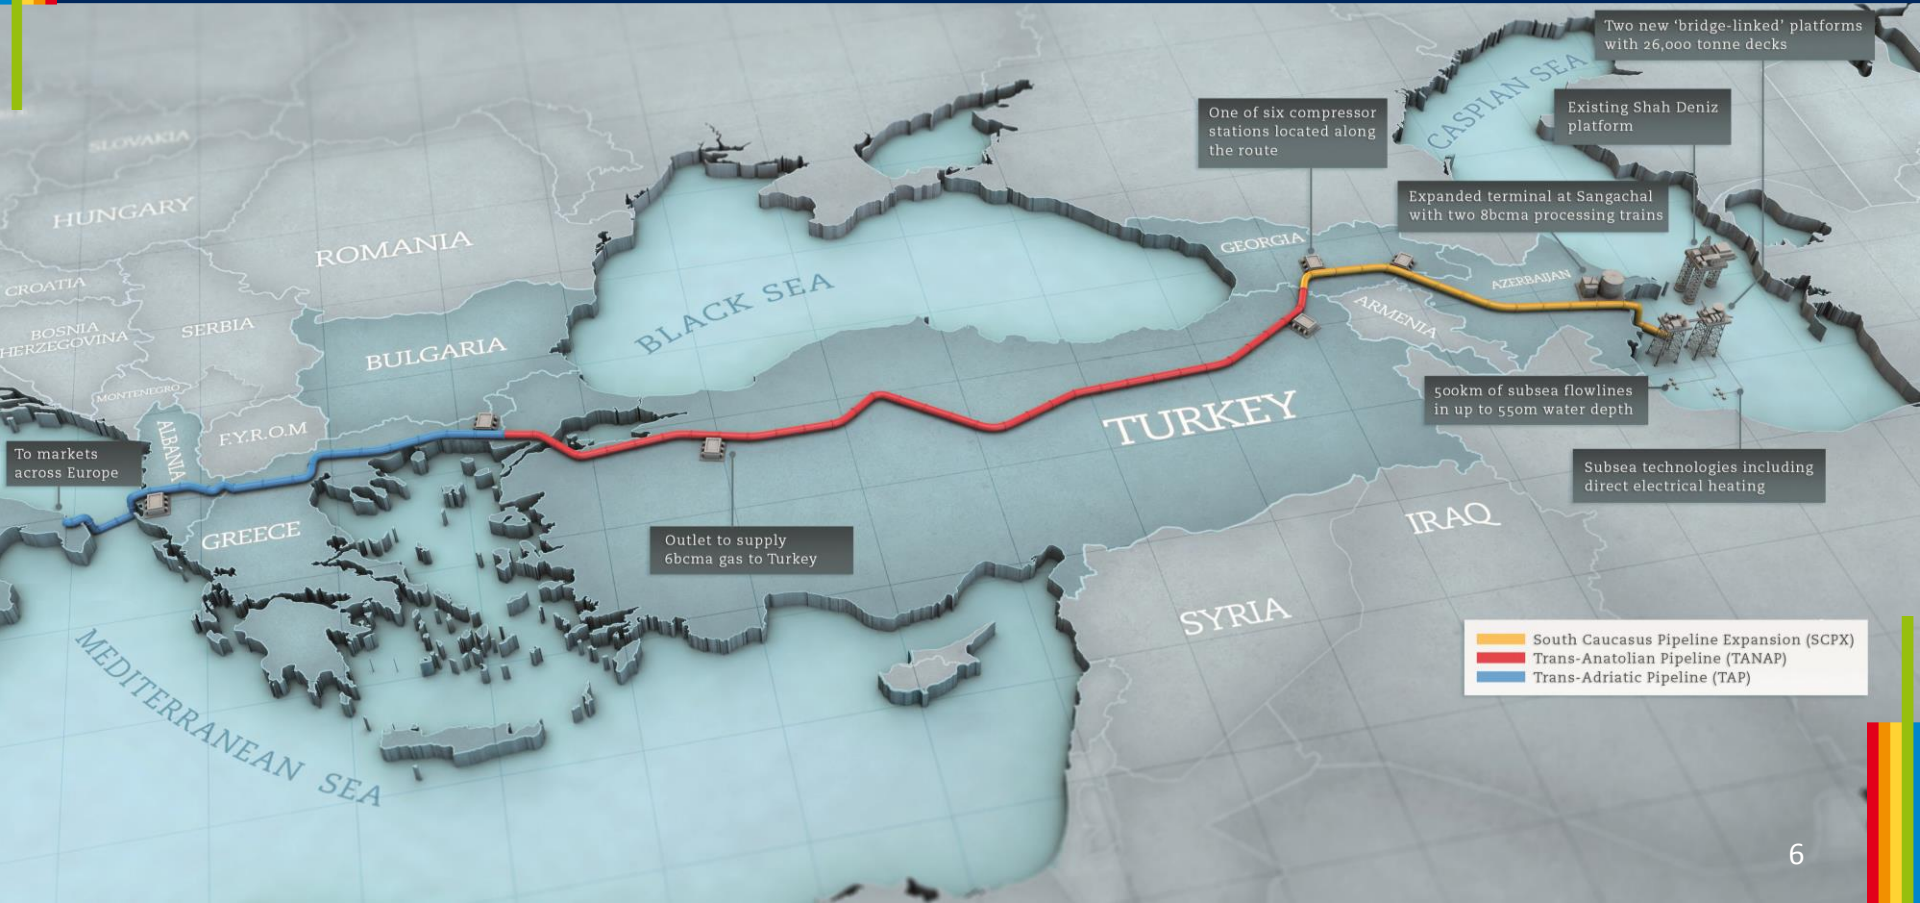 Two new ‘bridge-linked’ platforms
with 26,000 tonne decks
CASPIAN SEA
One of six compressor
stations located along
the route
Existing Shah Deniz
platform
SLOVAKIA
Expanded terminal at Sangachal
with two 8bcma processing trains
HUNGARY
ROMANIA
GEORGIA
CROATIA
AZERBAIJAN
BLACK SEA
ARMENIA
BOSNIA
HERZEGOVINA
SERBIA
BULGARIA
MONTENEGRO
500km of subsea flowlines
in up to 550m water depth
TURKEY
ALBANIA
F.Y.R.O.M
To markets
across Europe
Subsea technologies including
direct electrical heating
GREECE
IRAQ
Outlet to supply
6bcma gas to Turkey
SYRIA
MEDITERRANEAN SEA
South Caucasus Pipeline Expansion (SCPX)
Trans-Anatolian Pipeline (TANAP)
Trans-Adriatic Pipeline (TAP)
6